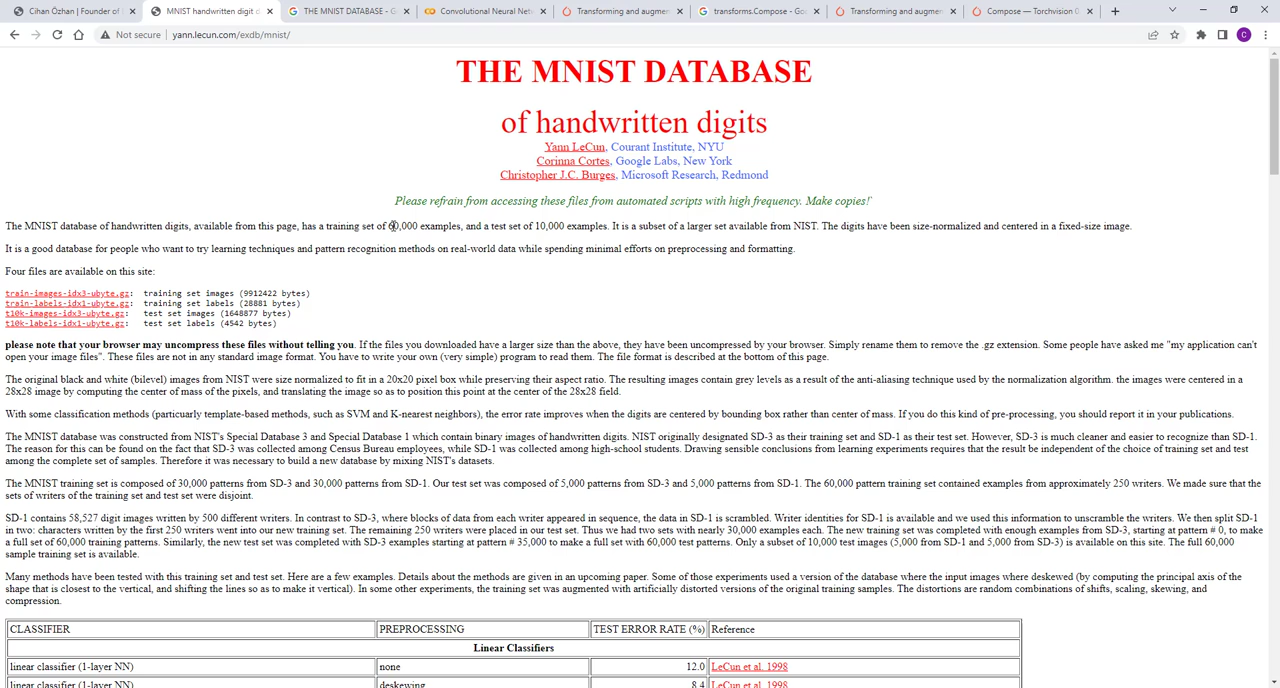 Cihan Özhan | Founder of
MNIST handwritten digit d
THE MNIST DATABASE - G
Convolutional Neural Net
Transforming and augmen
transforms.Compose - Go
Transforming and augmen
Compose — Torchvision 0
Not secure | yann.lecun.com/exdb/mnist/
C
THE MNIST DATABASE
of handwritten digits
Yann LeCun, Courant Institute, NYU
Corinna Cortes, Google Labs, New York
Christopher J.C. Burges, Microsoft Research, Redmond
Please refrain from accessing these files from automated scripts with high frequency. Make copies!
The MNIST database of handwritten digits, available from this page, has a training set of 60,000 examples, and a test set of 10,000 examples. It is a subset of a larger set available from NIST. The digits have been size-normalized and centered in a fixed-size image.
It is a good database for people who want to try learning techniques and pattern recognition methods on real-world data while spending minimal efforts on preprocessing and formatting.
Four files are available on this site:
train-images-idx3-ubyte.gz: training set images (9912422 bytes)
train-labels-idx1-ubyte.gz: training set labels (28881 bytes)
t10k-images-idx3-ubyte.gz: test set images (1648877 bytes)
t10k-labels-idx1-ubyte.gz: test set labels (4542 bytes)
please note that your browser may uncompress these files without telling you. If the files you downloaded have a larger size than the above, they have been uncompressed by your browser. Simply rename them to remove the .gz extension. Some people have asked me "my application can't
open your image files". These files are not in any standard image format. You have to write your own (very simple) program to read them. The file format is described at the bottom of this page.
The original black and white (bilevel) images from NIST were size normalized to fit in a 20x20 pixel box while preserving their aspect ratio. The resulting images contain grey levels as a result of the anti-aliasing technique used by the normalization algorithm. the images were centered in a
28x28 image by computing the center of mass of the pixels, and translating the image so as to position this point at the center of the 28x28 field.
With some classification methods (particuarly template-based methods, such as SVM and K-nearest neighbors), the error rate improves when the digits are centered by bounding box rather than center of mass. If you do this kind of pre-processing, you should report it in your publications.
The MNIST database was constructed from NIST's Special Database 3 and Special Database 1 which contain binary images of handwritten digits. NIST originally designated SD-3 as their training set and SD-1 as their test set. However, SD-3 is much cleaner and easier to recognize than SD-1.
The reason for this can be found on the fact that SD-3 was collected among Census Bureau employees, while SD-1 was collected among high-school students. Drawing sensible conclusions from learning experiments requires that the result be independent of the choice of training set and test
among the complete set of samples. Therefore it was necessary to build a new database by mixing NIST's datasets.
The MNIST training set is composed of 30,000 patterns from SD-3 and 30,000 patterns from SD-1. Our test set was composed of 5,000 patterns from SD-3 and 5,000 patterns from SD-1. The 60,000 pattern training set contained examples from approximately 250 writers. We made sure that the
sets of writers of the training set and test set were disjoint.
SD-1 contains 58,527 digit images written by 500 different writers. In contrast to SD-3, where blocks of data from each writer appeared in sequence, the data in SD-1 is scrambled. Writer identities for SD-1 is available and we used this information to unscramble the writers. We then split SD-1
in two: characters written by the first 250 writers went into our new training set. The remaining 250 writers were placed in our test set. Thus we had two sets with nearly 30,000 examples each. The new training set was completed with enough examples from SD-3, starting at pattern # 0, to make
a full set of 60,000 training patterns. Similarly, the new test set was completed with SD-3 examples starting at pattern # 35,000 to make a full set with 60,000 test patterns. Only a subset of 10,000 test images (5,000 from SD-1 and 5,000 from SD-3) is available on this site. The full 60,000
sample training set is available.
Many methods have been tested with this training set and test set. Here are a few examples. Details about the methods are given in an upcoming paper. Some of those experiments used a version of the database where the input images where deskewed (by computing the principal axis of the
shape that is closest to the vertical, and shifting the lines so as to make it vertical). In some other experiments, the training set was augmented with artificially distorted versions of the original training samples. The distortions are random combinations of shifts, scaling, skewing, and
compression.
CLASSIFIER PREPROCESSING TEST ERROR RATE (%) Reference
Linear Classifiers
linear classifier (1-layer NN) none 12.0 LeCun et al. 1998
linear classifier (1-layer NN) deskewing 8.4 LeCun et al. 1998